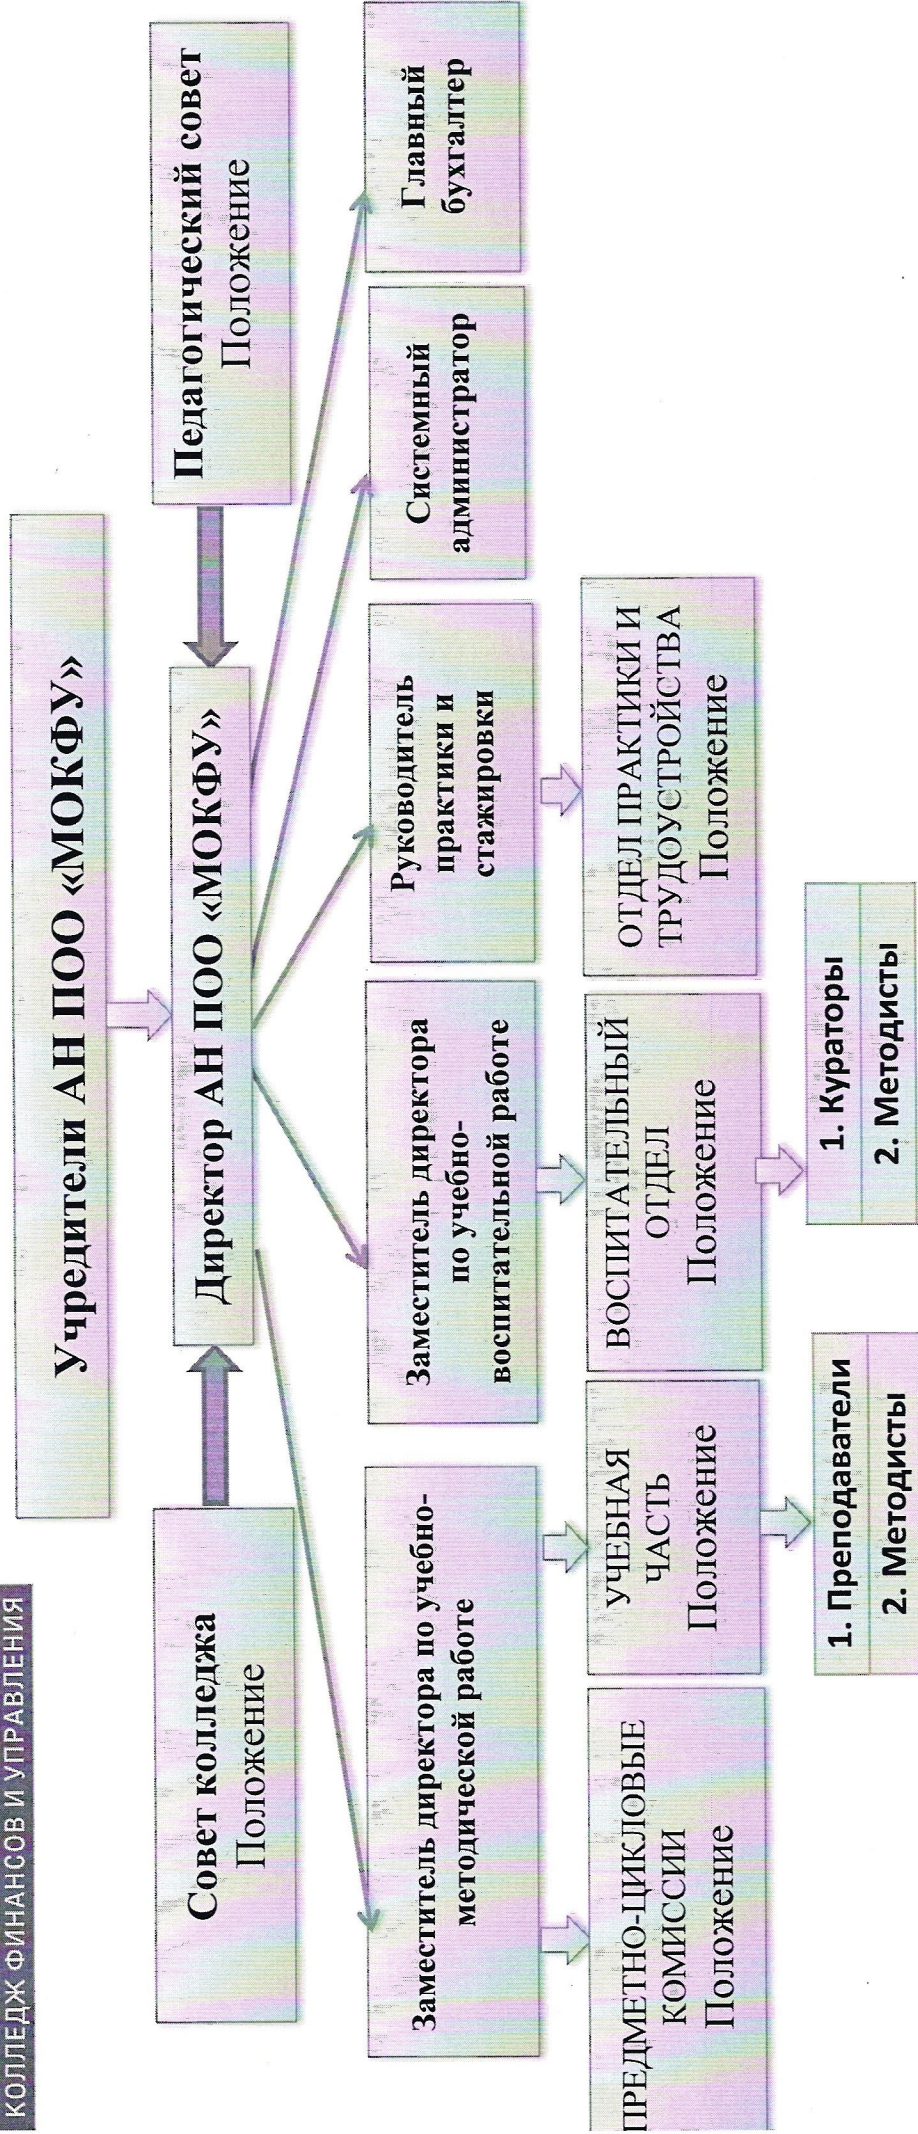 КОЛЛЕДЖ ФИНАНСОВ И УПРАВЛЕНИЯ
Учредители АН ПОО «МОКФУ»
Совет колледжа
Положение
Директор АН ПОО «МОКФУ»
Педагогический совет
Положение
Заместитель директора по учебно-
методической работе
Заместитель директора
по учебно-
воспитательной работе
Руководитель
практики и
стажировки
Системный
администратор
Главный
бухгалтер
ПРЕДМЕТНО-ЦИКЛОВЫЕ
КОМИССИИ
Положение
УЧЕБНАЯ
ЧАСТЬ
Положение
ВОСПИТАТЕЛЬНЫЙ
ОТДЕЛ
Положение
ОТДЕЛ ПРАКТИКИ И
ТРУДОУСТРОЙСТВА
Положение
1. Преподаватели
2. Методисты
1. Кураторы
2. Методисты